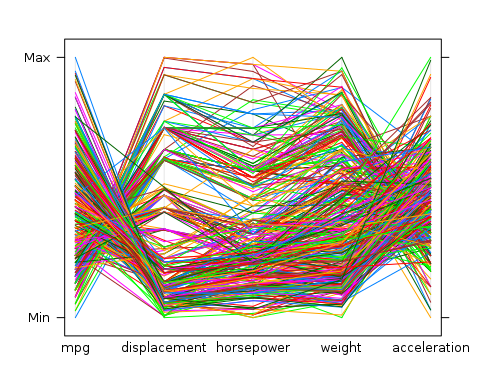 Max
Min
mpg displacement horsepower weight acceleration